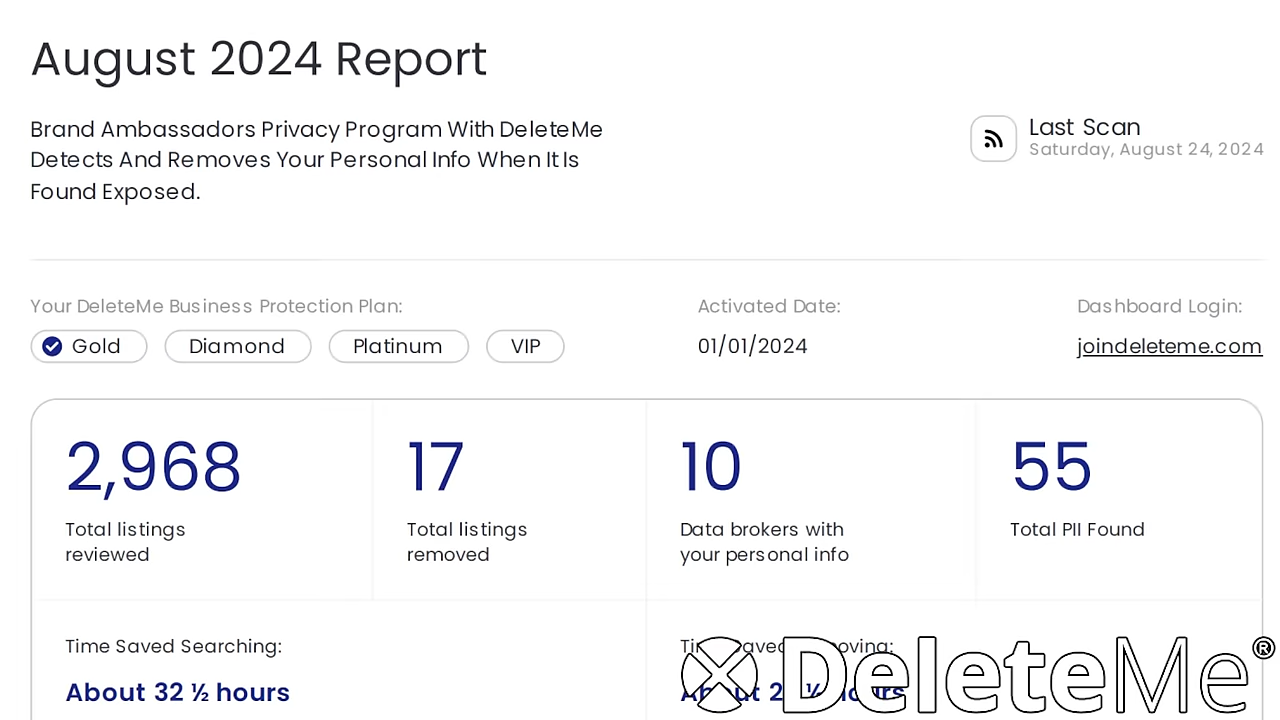 August 2024 Report
Brand Ambassadors Privacy Program With DeleteMe
Detects And Removes Your Personal Info When It Is
Found Exposed.
Last Scan
Saturday, August 24, 2024
Your DeleteMe Business Protection Plan:
Gold Diamond Platinum VIP
Activated Date:
01/01/2024
Dashboard Login:
joindeleteme.com
2,968
Total listings
reviewed
17
Total listings
removed
10
Data brokers with
your personal info
55
Total PII Found
Time Saved Searching:
About 32 ½ hours
DeleteMe®